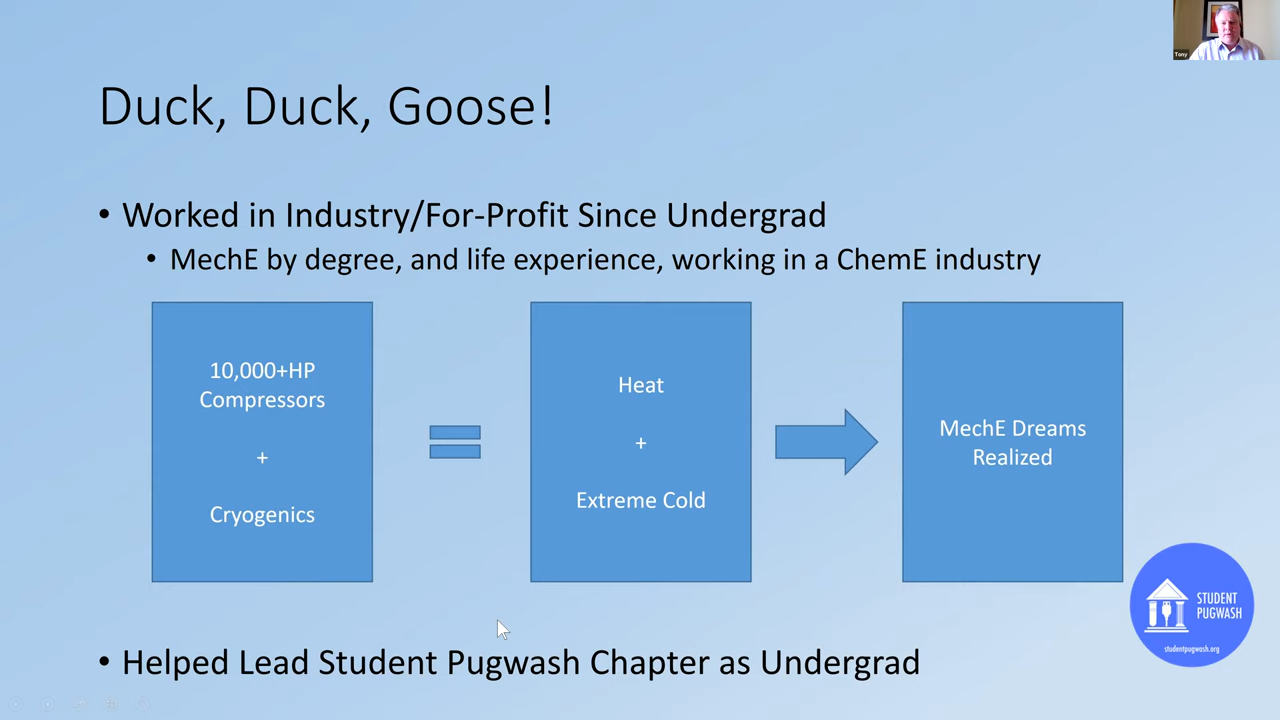 Tony
Duck, Duck, Goose!
• Worked in Industry/For-Profit Since Undergrad
• MechE by degree, and life experience, working in a ChemE industry
10,000+HP
Compressors
+
Cryogenics
Heat
+
Extreme Cold
MechE Dreams
Realized
STUDENT
PUGWASH
studentpugwash.org
• Helped Lead Student Pugwash Chapter as Undergrad